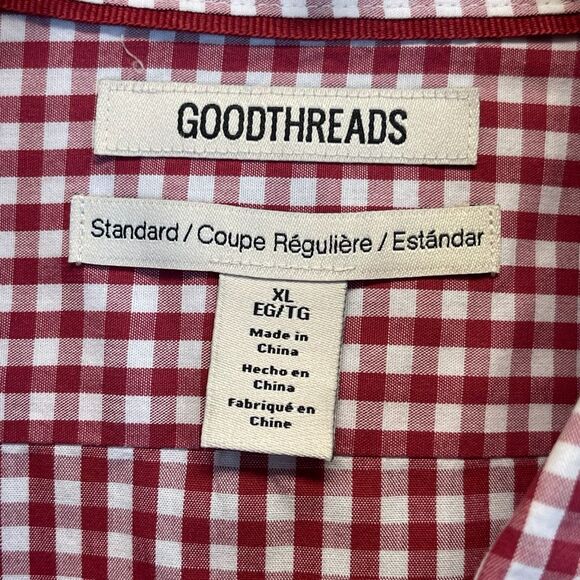 GOODTHREADS
Standard / Coupe Régulière / Estándar
XL
EG/TG
Made in
China
Hecho en
China
Fabriqué en
Chine